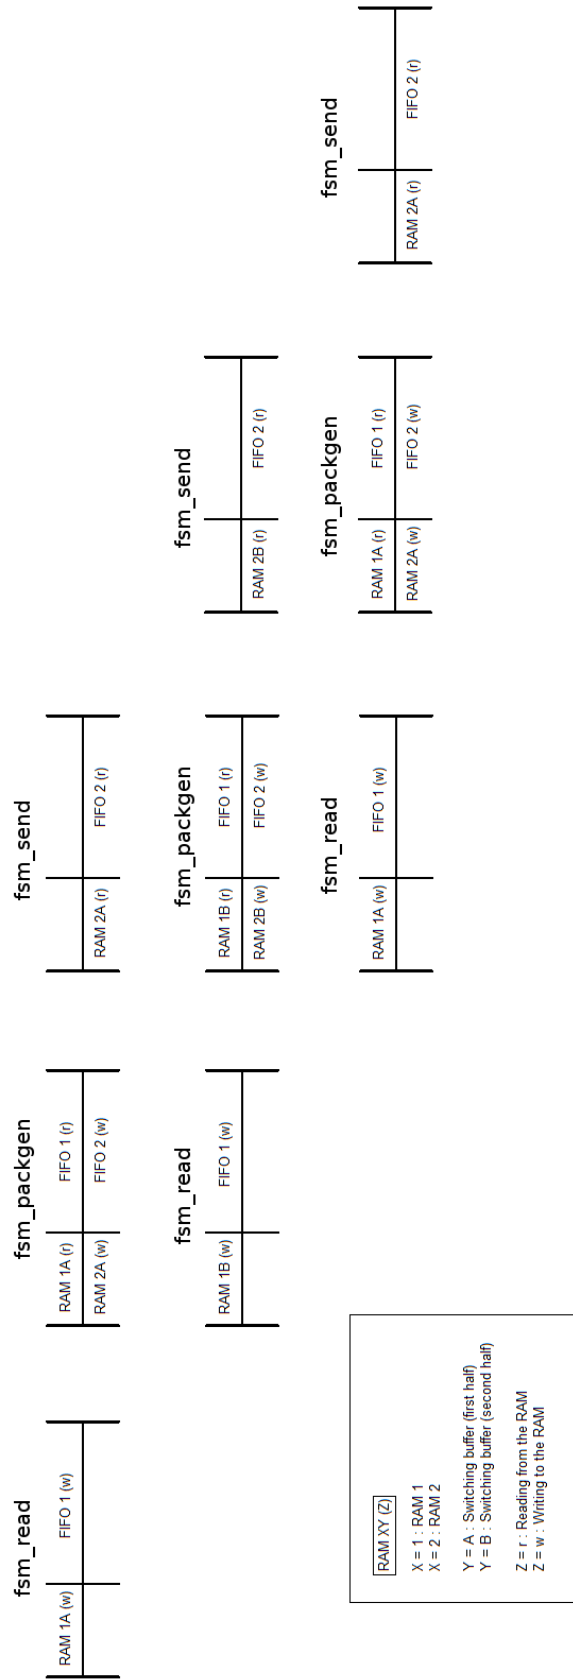 fsm_read
RAM 1A (w) FIFO 1 (w)
fsm_packgen
RAM 1A (r) FIFO 1 (r)
RAM 2A (w) FIFO 2 (w)
fsm_send
RAM 2A (r) FIFO 2 (r)
fsm_read
RAM 1B (w) FIFO 1 (w)
fsm_packgen
RAM 1B (r) FIFO 1 (r)
RAM 2B (w) FIFO 2 (w)
fsm_send
RAM 2B (r) FIFO 2 (r)
fsm_read
RAM 1A (w) FIFO 1 (w)
fsm_packgen
RAM 1A (r) FIFO 1 (r)
RAM 2A (w) FIFO 2 (w)
fsm_send
RAM 2A (r) FIFO 2 (r)
RAM XY (Z)
X = 1 : RAM 1
X = 2 : RAM 2
Y = A : Switching buffer (first half)
Y = B : Switching buffer (second half)
Z = r : Reading from the RAM
Z = w : Writing to the RAM